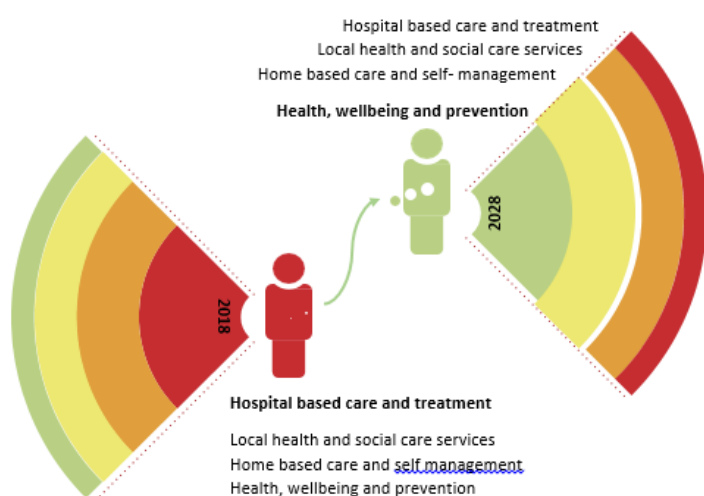 Hospital based care and treatment
Local health and social care services
Home based care and self- management
Health, wellbeing and prevention
2028
2018
Hospital based care and treatment
Local health and social care services
Home based care and self management
Health, wellbeing and prevention